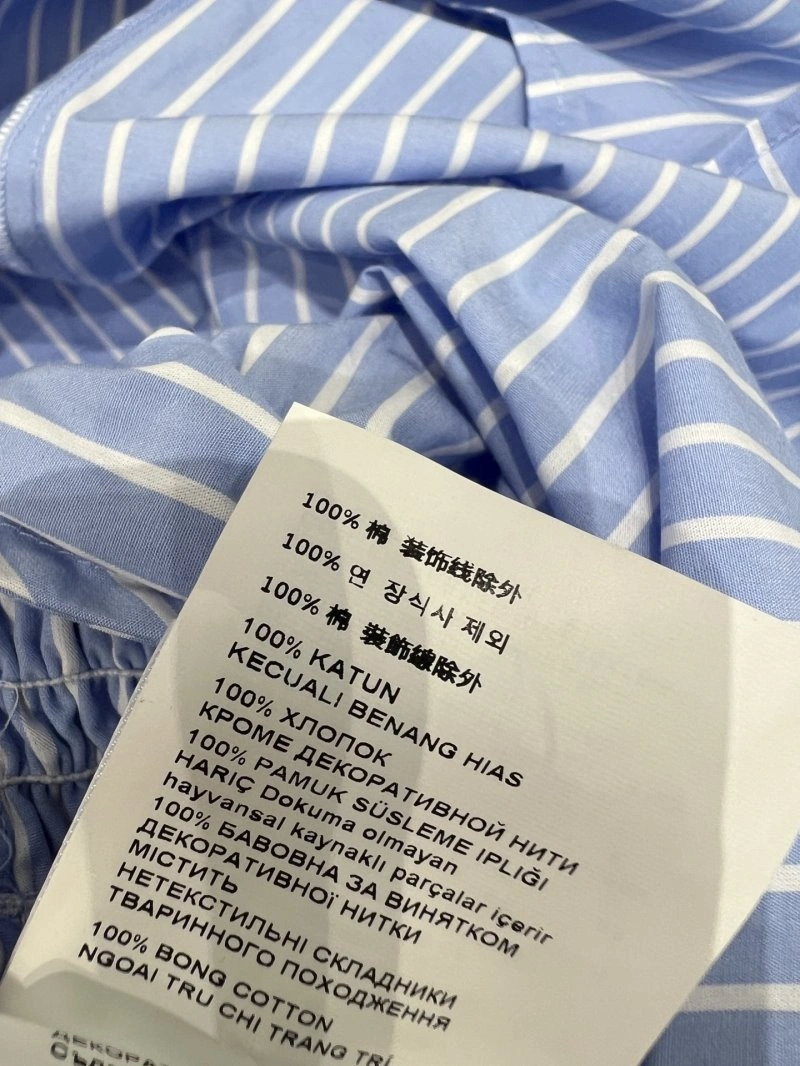 100% 棉 装饰线除外
100% 면 장식사 제외
100% 棉 裝飾線除外
100% KATUN
KECUALI BENANG HIAS
100% ХЛОПОК
КРОМЕ ДЕКОРАТИВНОЙ НИТИ
100% PAMUK SÜSLEME IPLIĞI
HARIÇ Dokuma olmayan
hayvansal kaynaklı parçalar içerir
100% БАВОВНА ЗА ВИНЯТКОМ
ДЕКОРАТИВНОЇ НИТКИ
МІСТИТЬ
НЕТЕКСТИЛЬНІ СКЛАДНИКИ
ТВАРИННОГО ПОХОДЖЕННЯ
100% BONG COTTON
NGOAI TRU CHI TRANG TRÍ